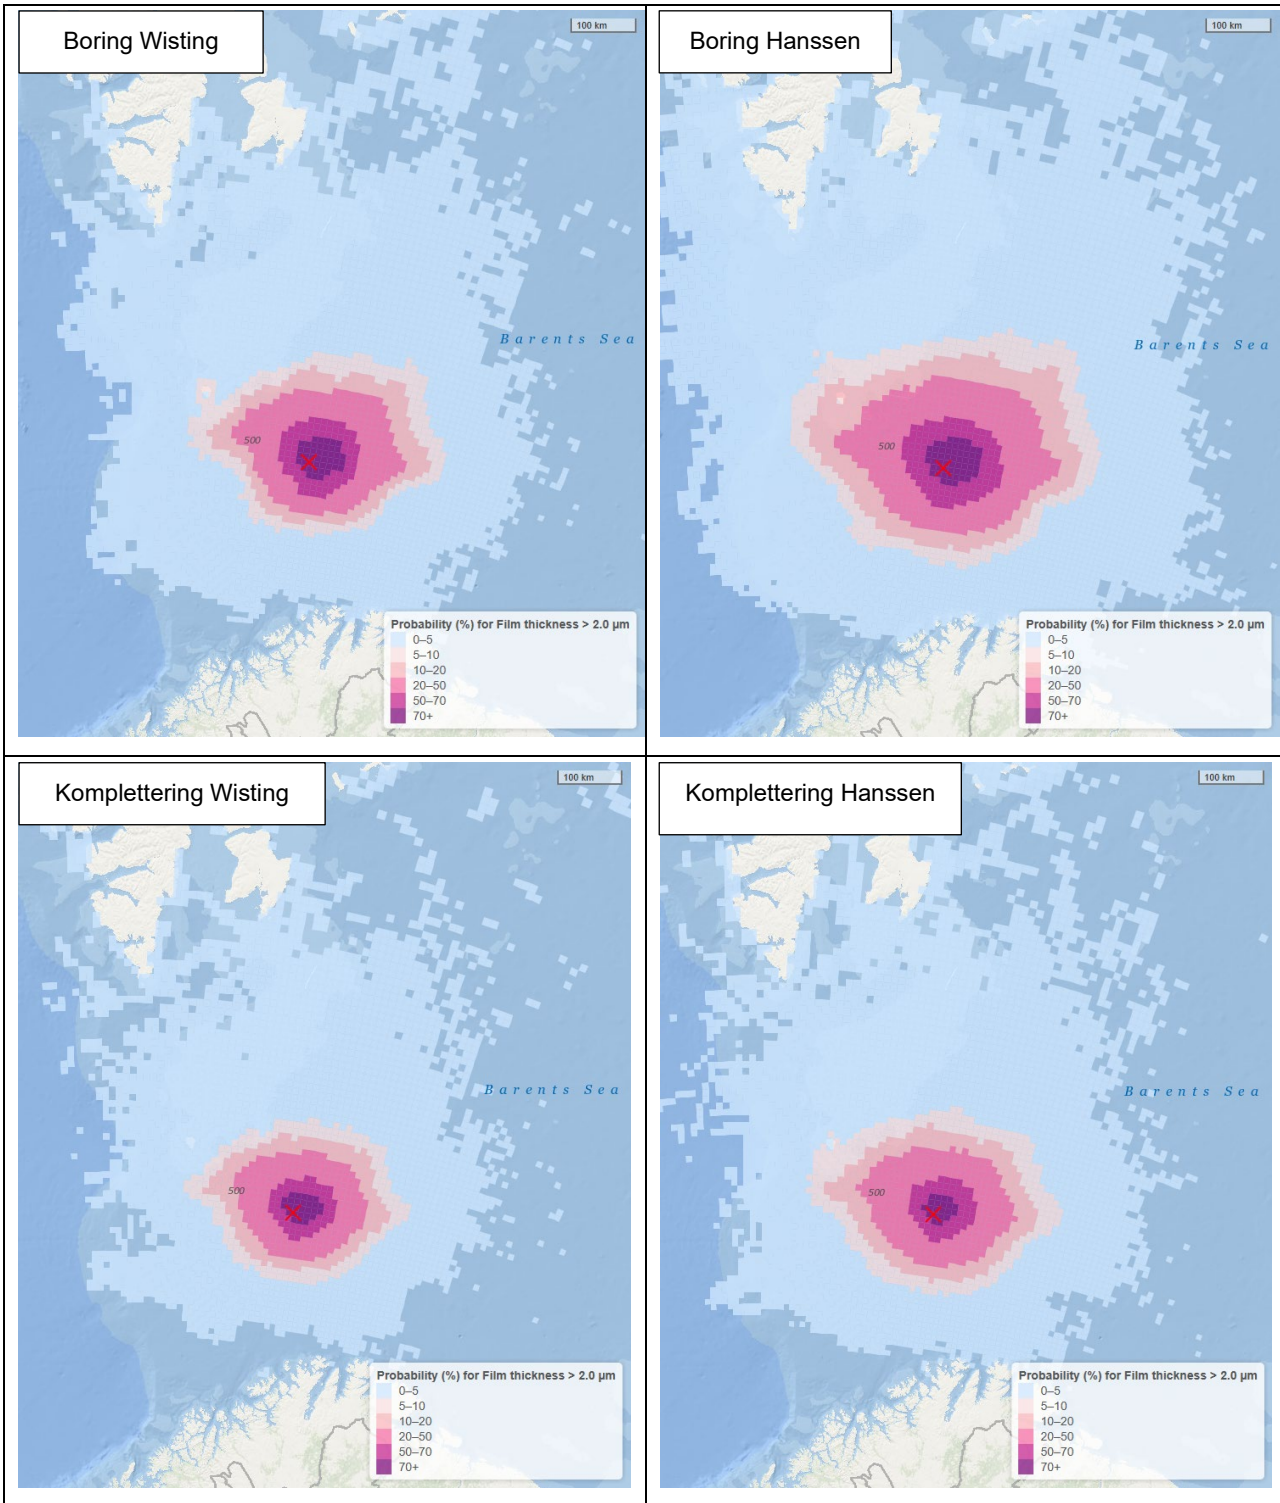 Boring Wisting
100 km
500
Barents Sea
Probability (%) for Film thickness > 2.0 µm
0–5
5–10
10–20
20–50
50–70
70+
Boring Hanssen
100 km
500
Barents Sea
Probability (%) for Film thickness > 2.0 µm
0–5
5–10
10–20
20–50
50–70
70+
Komplettering Wisting
100 km
Barents Sea
500
Probability (%) for Film thickness > 2.0 µm
0–5
5–10
10–20
20–50
50–70
70+
Komplettering Hanssen
100 km
Barents Sea
500
Probability (%) for Film thickness > 2.0 µm
0–5
5–10
10–20
20–50
50–70
70+